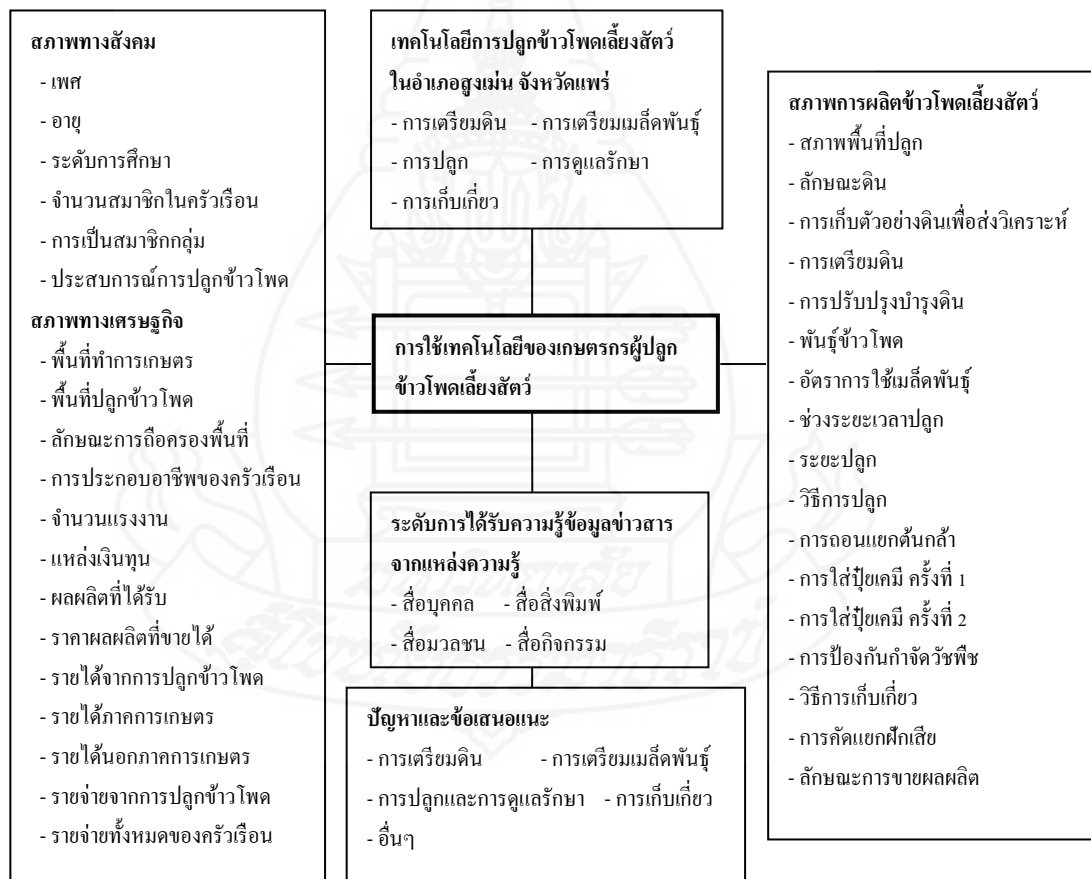 สภาพทางสังคม
- เพศ
- อายุ
- ระดับการศึกษา
- จำนวนสมาชิกในครัวเรือน
- การเป็นสมาชิกกลุ่ม
- ประสบการณ์การปลูกข้าวโพด
สภาพทางเศรษฐกิจ
- พื้นที่ทำการเกษตร
- พื้นที่ปลูกข้าวโพด
- ลักษณะการถือครองพื้นที่
- การประกอบอาชีพของครัวเรือน
- จำนวนแรงงาน
- แหล่งเงินทุน
- ผลผลิตที่ได้รับ
- ราคาผลผลิตที่ขายได้
- รายได้จากการปลูกข้าวโพด
- รายได้ภาคการเกษตร
- รายได้นอกภาคการเกษตร
- รายจ่ายจากการปลูกข้าวโพด
- รายจ่ายทั้งหมดของครัวเรือน
เทคโนโลยีการปลูกข้าวโพดเลี้ยงสัตว์
ในอำเภอสูงเม่น จังหวัดแพร่
- การเตรียมดิน - การเตรียมเมล็ดพันธุ์
- การปลูก - การดูแลรักษา
- การเก็บเกี่ยว
การใช้เทคโนโลยีของเกษตรกรผู้ปลูก
ข้าวโพดเลี้ยงสัตว์
ระดับการได้รับความรู้ข้อมูลข่าวสาร
จากแหล่งความรู้
- สื่อบุคคล - สื่อสิ่งพิมพ์
- สื่อมวลชน - สื่อกิจกรรม
ปัญหาและข้อเสนอแนะ
- การเตรียมดิน - การเตรียมเมล็ดพันธุ์
- การปลูกและการดูแลรักษา - การเก็บเกี่ยว
- อื่นๆ
สภาพการผลิตข้าวโพดเลี้ยงสัตว์
- สภาพพื้นที่ปลูก
- ลักษณะดิน
- การเก็บตัวอย่างดินเพื่อส่งวิเคราะห์
- การเตรียมดิน
- การปรับปรุงบำรุงดิน
- พันธุ์ข้าวโพด
- อัตราการใช้เมล็ดพันธุ์
- ช่วงระยะเวลาปลูก
- ระยะปลูก
- วิธีการปลูก
- การถอนแยกต้นกล้า
- การใส่ปุ๋ยเคมี ครั้งที่ 1
- การใส่ปุ๋ยเคมี ครั้งที่ 2
- การป้องกันกำจัดวัชพืช
- วิธีการเก็บเกี่ยว
- การคัดแยกฝักเสีย
- ลักษณะการขายผลผลิต